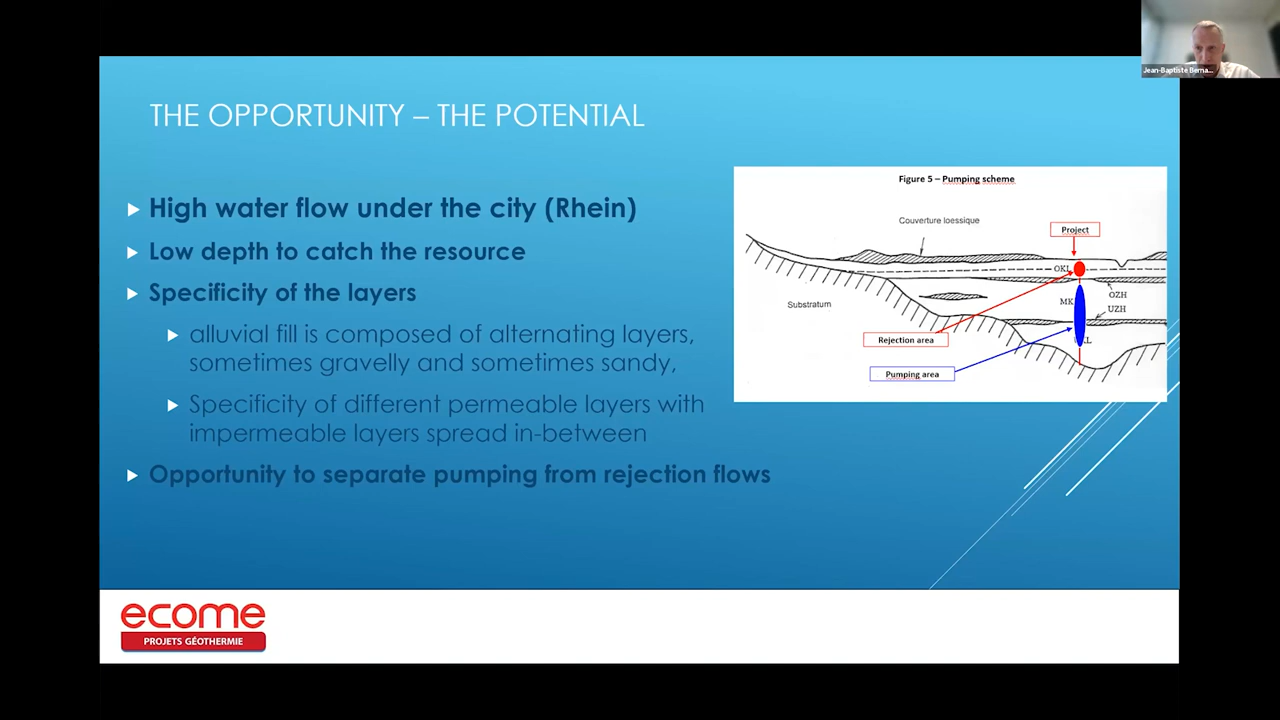 Jean-Baptiste Berna...
THE OPPORTUNITY – THE POTENTIAL
High water flow under the city (Rhein)
Low depth to catch the resource
Specificity of the layers
alluvial fill is composed of alternating layers,
sometimes gravelly and sometimes sandy,
Specificity of different permeable layers with
impermeable layers spread in-between
Opportunity to separate pumping from rejection flows
Figure 5 – Pumping scheme
Couverture loessique
Project
OKL
OZH
MK
UZH
Substratum
Rejection area
Pumping area
ecome
PROJETS GÉOTHERMIE